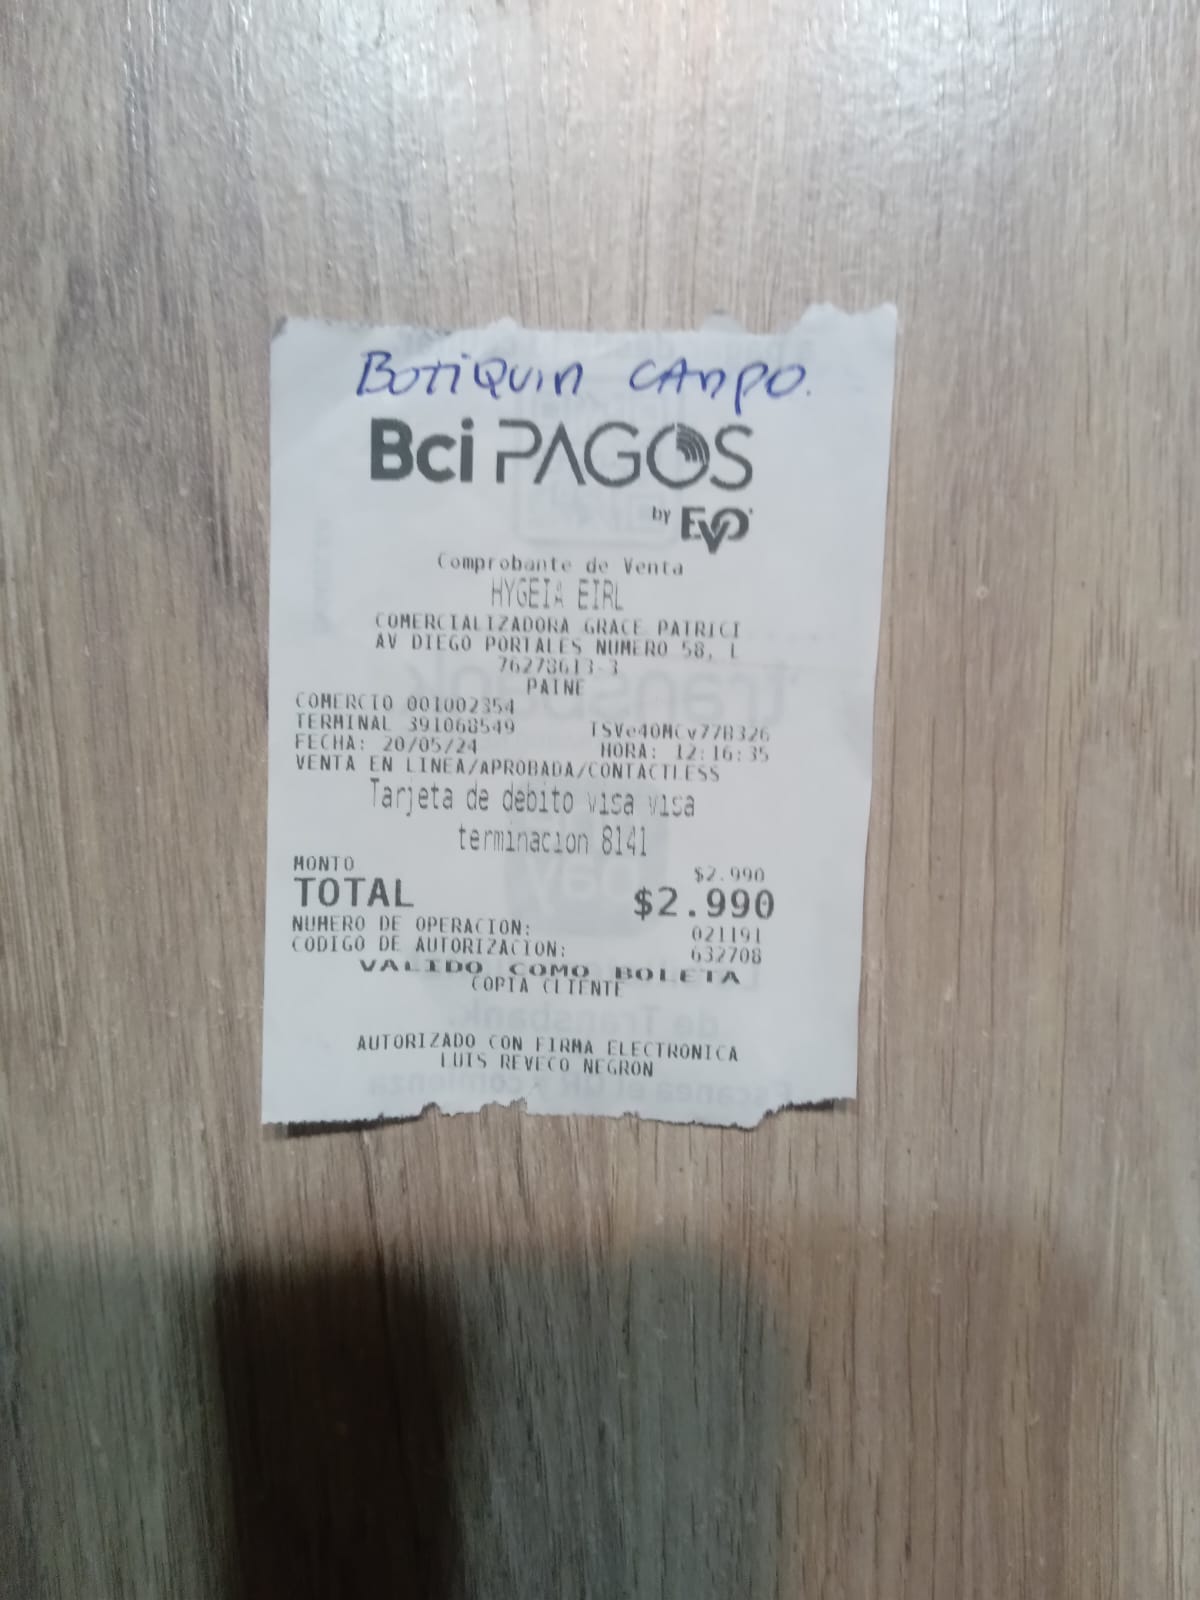 BOTiQUIN CAMPO.
Bci PAGOS
by EVO
Comprobante de Venta
HYGEIA EIRL
COMERCIALIZADORA GRACE PATRICI
AV DIEGO PORTALES NUMERO 58, L
76278613-3
PAINE
COMERCIO 001002354
TERMINAL 391068549 TSVe40MCv77B326
FECHA: 20/05/24 HORA: 12:16:35
VENTA EN LINEA/APROBADA/CONTACTLESS
Tarjeta de debito visa visa
terminacion 8141
MONTO $2.990
TOTAL $2.990
NUMERO DE OPERACION: 021191
CODIGO DE AUTORIZACION: 632708
VALIDO COMO BOLETA
COPIA CLIENTE
AUTORIZADO CON FIRMA ELECTRONICA
LUIS REVECO NEGRON